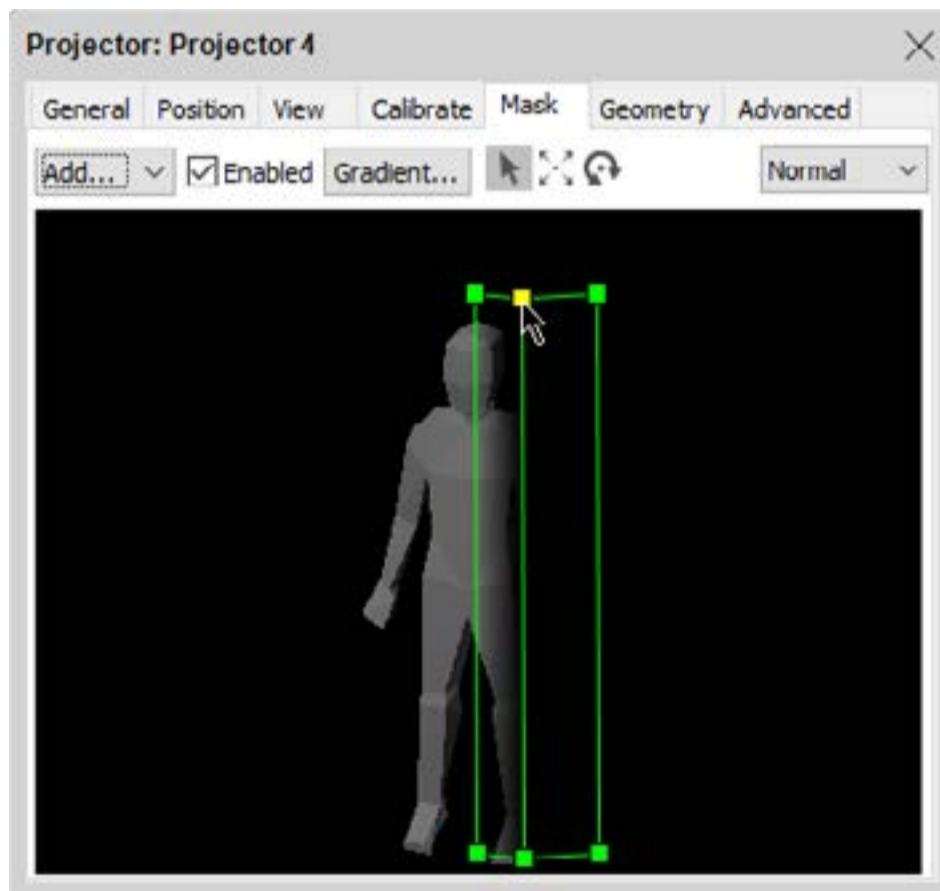 Projector: Projector 4
General Position View Calibrate Mask Geometry Advanced
Add... Enabled Gradient... Normal